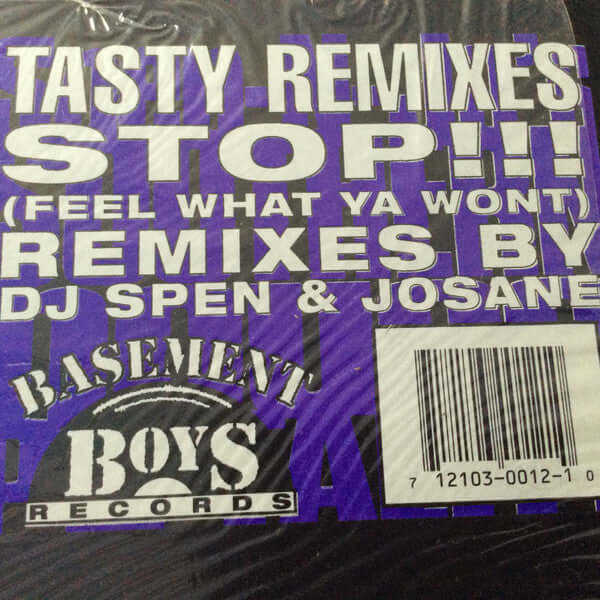 TASTY REMIXES
STOP!!!
(FEEL WHAT YA WONT)
REMIXES BY
DJ SPEN & JOSANE
BASEMENT
BOYS
RECORDS
7 12103-0012-1 0